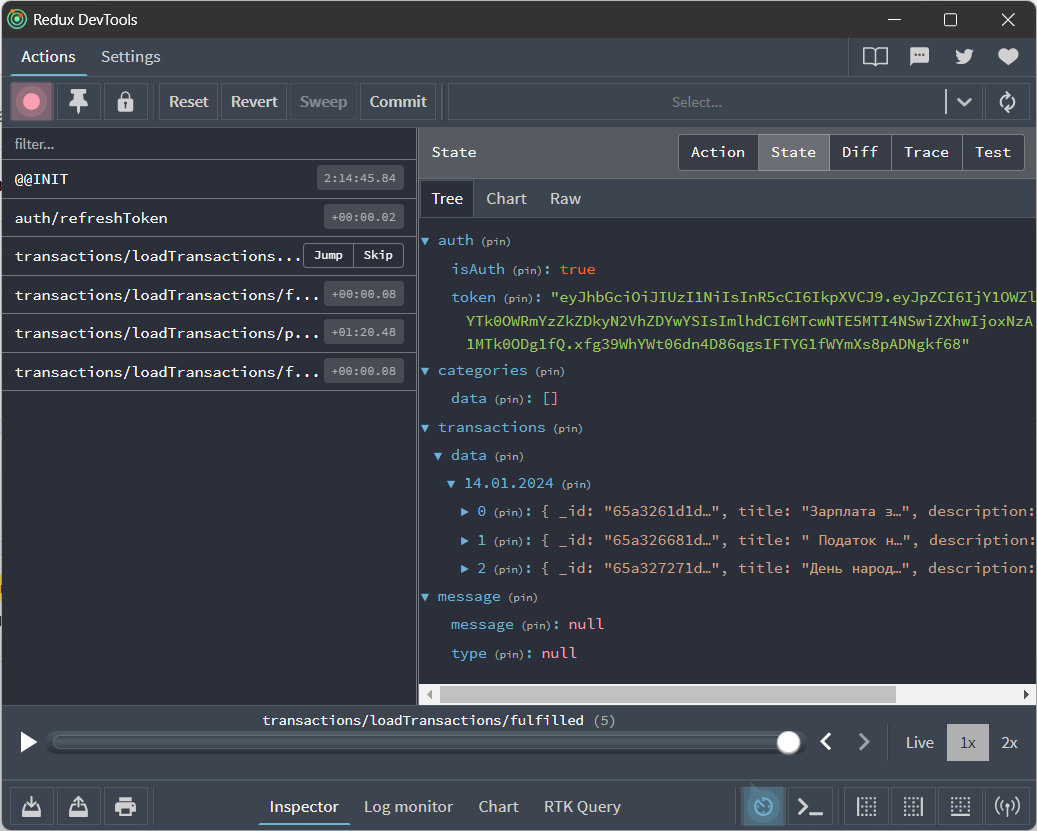 Redux DevTools
Actions Settings
Reset Revert Sweep Commit Select...
filter...
@@INIT 2:14:45.84
auth/refreshToken +00:00.02
transactions/loadTransactions... Jump Skip
transactions/loadTransactions/f... +00:00.08
transactions/loadTransactions/p... +01:20.48
transactions/loadTransactions/f... +00:00.08
State Action State Diff Trace Test
Tree Chart Raw
auth (pin)
isAuth (pin): true
token (pin): "eyJhbGciOiJIUzI1NiIsInR5cCI6IkpXVCJ9.eyJpZCI6IjY1OWZl
YTk0OWRmYzZkZDkyN2VhZDYwYSIsImlhdCI6MTcwNTE5MTI4NSwiZXhwIjoxNzA
1MTk0ODg1fQ.xfg39WhYWt06dn4D86qgsIFTYG1fWYmXs8pADNgkf68"
categories (pin)
data (pin): []
transactions (pin)
data (pin)
14.01.2024 (pin)
0 (pin): { _id: "65a3261d1d…", title: "Зарплата з…", description:
1 (pin): { _id: "65a326681d…", title: " Податок н…", description:
2 (pin): { _id: "65a327271d…", title: "День народ…", description:
message (pin)
message (pin): null
type (pin): null
transactions/loadTransactions/fulfilled (5)
Live 1x 2x
Inspector Log monitor Chart RTK Query